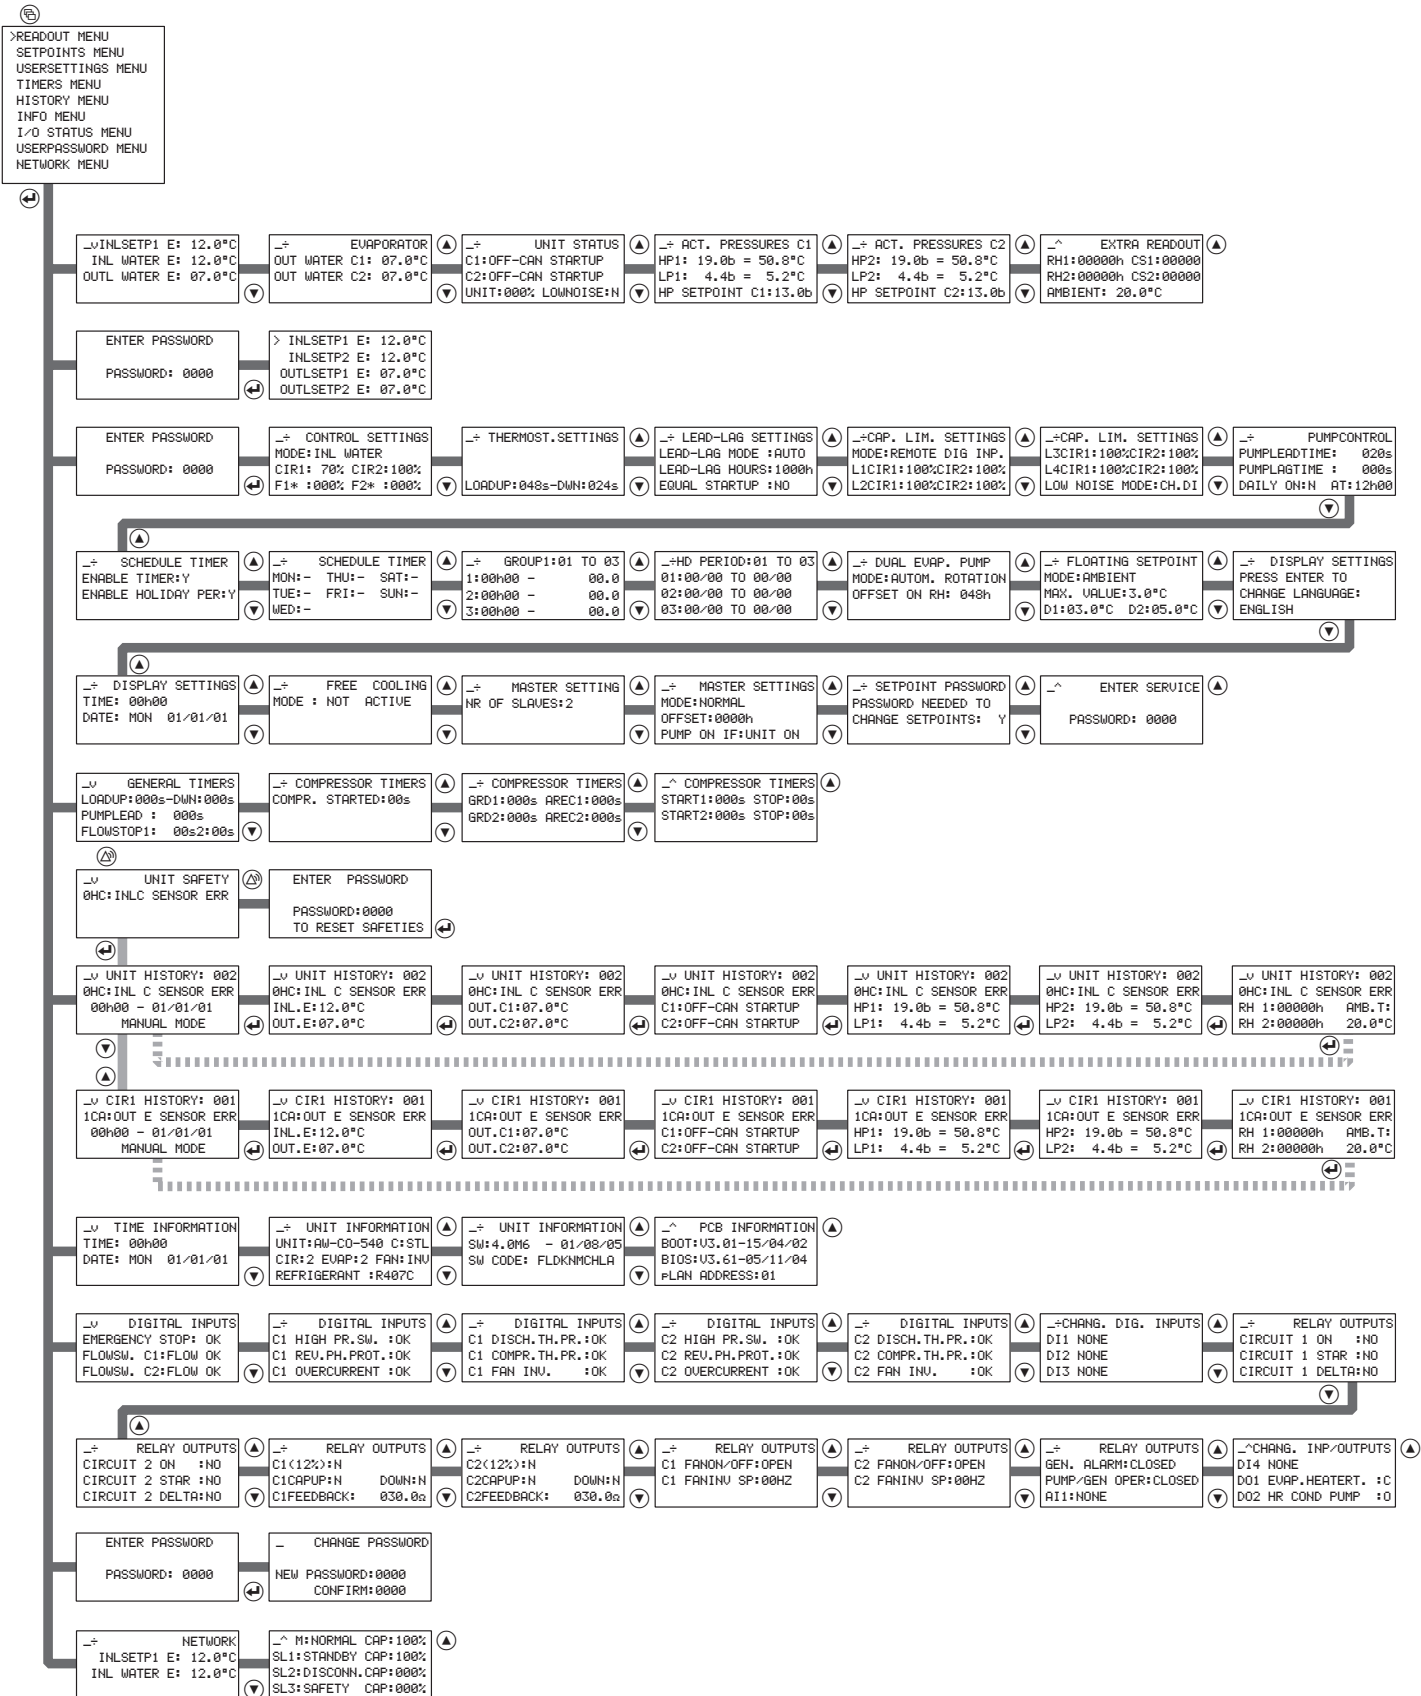 >READOUT MENU
SETPOINTS MENU
USERSETTINGS MENU
TIMERS MENU
HISTORY MENU
INFO MENU
I/O STATUS MENU
USERPASSWORD MENU
NETWORK MENU
_vINLSETP1 E: 12.0°C
INL WATER E: 12.0°C
OUTL WATER E: 07.0°C
_÷ EVAPORATOR
OUT WATER C1: 07.0°C
OUT WATER C2: 07.0°C
_÷ UNIT STATUS
C1:OFF-CAN STARTUP
C2:OFF-CAN STARTUP
UNIT:000% LOWNOISE:N
_÷ ACT. PRESSURES C1
HP1: 19.0b = 50.8°C
LP1: 4.4b = 5.2°C
HP SETPOINT C1:13.0b
_÷ ACT. PRESSURES C2
HP2: 19.0b = 50.8°C
LP2: 4.4b = 5.2°C
HP SETPOINT C2:13.0b
_^ EXTRA READOUT
RH1:00000h CS1:00000
RH2:00000h CS2:00000
AMBIENT: 20.0°C
ENTER PASSWORD
PASSWORD: 0000
> INLSETP1 E: 12.0°C
INLSETP2 E: 12.0°C
OUTLSETP1 E: 07.0°C
OUTLSETP2 E: 07.0°C
ENTER PASSWORD
PASSWORD: 0000
_÷ CONTROL SETTINGS
MODE:INL WATER
CIR1: 70% CIR2:100%
F1* :000% F2* :000%
_÷ THERMOST.SETTINGS
LOADUP:048s-DWN:024s
_÷ LEAD-LAG SETTINGS
LEAD-LAG MODE :AUTO
LEAD-LAG HOURS:1000h
EQUAL STARTUP :NO
_÷CAP. LIM. SETTINGS
MODE:REMOTE DIG INP.
L1CIR1:100%CIR2:100%
L2CIR1:100%CIR2:100%
_÷CAP. LIM. SETTINGS
L3CIR1:100%CIR2:100%
L4CIR1:100%CIR2:100%
LOW NOISE MODE:CH.DI
_÷ PUMPCONTROL
PUMPLEADTIME: 020s
PUMPLAGTIME : 000s
DAILY ON:N AT:12h00
_÷ SCHEDULE TIMER
ENABLE TIMER:Y
ENABLE HOLIDAY PER:Y
_÷ SCHEDULE TIMER
MON:- THU:- SAT:-
TUE:- FRI:- SUN:-
WED:-
_÷ GROUP1:01 TO 03
1:00h00 - 00.0
2:00h00 - 00.0
3:00h00 - 00.0
_÷HD PERIOD:01 TO 03
01:00/00 TO 00/00
02:00/00 TO 00/00
03:00/00 TO 00/00
_÷ DUAL EVAP. PUMP
MODE:AUTOM. ROTATION
OFFSET ON RH: 048h
_÷ FLOATING SETPOINT
MODE:AMBIENT
MAX. VALUE:3.0°C
D1:03.0°C D2:05.0°C
_÷ DISPLAY SETTINGS
PRESS ENTER TO
CHANGE LANGUAGE:
ENGLISH
_÷ DISPLAY SETTINGS
TIME: 00h00
DATE: MON 01/01/01
_÷ FREE COOLING
MODE : NOT ACTIVE
_÷ MASTER SETTING
NR OF SLAVES:2
_÷ MASTER SETTINGS
MODE:NORMAL
OFFSET:0000h
PUMP ON IF:UNIT ON
_÷ SETPOINT PASSWORD
PASSWORD NEEDED TO
CHANGE SETPOINTS: Y
_^ ENTER SERVICE
PASSWORD: 0000
_v GENERAL TIMERS
LOADUP:000s-DWN:000s
PUMPLEAD : 000s
FLOWSTOP1: 00s2:00s
_÷ COMPRESSOR TIMERS
COMPR. STARTED:00s
_÷ COMPRESSOR TIMERS
GRD1:000s AREC1:000s
GRD2:000s AREC2:000s
_^ COMPRESSOR TIMERS
START1:000s STOP:00s
START2:000s STOP:00s
_v UNIT SAFETY
0HC:INLC SENSOR ERR
ENTER PASSWORD
PASSWORD:0000
TO RESET SAFETIES
_v UNIT HISTORY: 002
0HC:INL C SENSOR ERR
00h00 - 01/01/01
MANUAL MODE
_v UNIT HISTORY: 002
0HC:INL C SENSOR ERR
INL.E:12.0°C
OUT.E:07.0°C
_v UNIT HISTORY: 002
0HC:INL C SENSOR ERR
OUT.C1:07.0°C
OUT.C2:07.0°C
_v UNIT HISTORY: 002
0HC:INL C SENSOR ERR
C1:OFF-CAN STARTUP
C2:OFF-CAN STARTUP
_v UNIT HISTORY: 002
0HC:INL C SENSOR ERR
HP1: 19.0b = 50.8°C
LP1: 4.4b = 5.2°C
_v UNIT HISTORY: 002
0HC:INL C SENSOR ERR
HP2: 19.0b = 50.8°C
LP2: 4.4b = 5.2°C
_v UNIT HISTORY: 002
0HC:INL C SENSOR ERR
RH 1:00000h AMB.T:
RH 2:00000h 20.0°C
_v CIR1 HISTORY: 001
1CA:OUT E SENSOR ERR
00h00 - 01/01/01
MANUAL MODE
_v CIR1 HISTORY: 001
1CA:OUT E SENSOR ERR
INL.E:12.0°C
OUT.E:07.0°C
_v CIR1 HISTORY: 001
1CA:OUT E SENSOR ERR
OUT.C1:07.0°C
OUT.C2:07.0°C
_v CIR1 HISTORY: 001
1CA:OUT E SENSOR ERR
C1:OFF-CAN STARTUP
C2:OFF-CAN STARTUP
_v CIR1 HISTORY: 001
1CA:OUT E SENSOR ERR
HP1: 19.0b = 50.8°C
LP1: 4.4b = 5.2°C
_v CIR1 HISTORY: 001
1CA:OUT E SENSOR ERR
HP2: 19.0b = 50.8°C
LP2: 4.4b = 5.2°C
_v CIR1 HISTORY: 001
1CA:OUT E SENSOR ERR
RH 1:00000h AMB.T:
RH 2:00000h 20.0°C
_v TIME INFORMATION
TIME: 00h00
DATE: MON 01/01/01
_÷ UNIT INFORMATION
UNIT:AW-CO-540 C:STL
CIR:2 EVAP:2 FAN:INV
REFRIGERANT :R407C
_÷ UNIT INFORMATION
SW:4.0M6 - 01/08/05
SW CODE: FLDKNMCHLA
_^ PCB INFORMATION
BOOT:V3.01-15/04/02
BIOS:V3.61-05/11/04
pLAN ADDRESS:01
_v DIGITAL INPUTS
EMERGENCY STOP: OK
FLOWSW. C1:FLOW OK
FLOWSW. C2:FLOW OK
_÷ DIGITAL INPUTS
C1 HIGH PR.SW. :OK
C1 REV.PH.PROT.:OK
C1 OVERCURRENT :OK
_÷ DIGITAL INPUTS
C1 DISCH.TH.PR.:OK
C1 COMPR.TH.PR.:OK
C1 FAN INV. :OK
_÷ DIGITAL INPUTS
C2 HIGH PR.SW. :OK
C2 REV.PH.PROT.:OK
C2 OVERCURRENT :OK
_÷ DIGITAL INPUTS
C2 DISCH.TH.PR.:OK
C2 COMPR.TH.PR.:OK
C2 FAN INV. :OK
_÷CHANG. DIG. INPUTS
DI1 NONE
DI2 NONE
DI3 NONE
_÷ RELAY OUTPUTS
CIRCUIT 1 ON :NO
CIRCUIT 1 STAR :NO
CIRCUIT 1 DELTA:NO
_÷ RELAY OUTPUTS
CIRCUIT 2 ON :NO
CIRCUIT 2 STAR :NO
CIRCUIT 2 DELTA:NO
_÷ RELAY OUTPUTS
C1(12%):N
C1CAPUP:N DOWN:N
C1FEEDBACK: 030.0Ω
_÷ RELAY OUTPUTS
C2(12%):N
C2CAPUP:N DOWN:N
C2FEEDBACK: 030.0Ω
_÷ RELAY OUTPUTS
C1 FANON/OFF:OPEN
C1 FANINV SP:00HZ
_÷ RELAY OUTPUTS
C2 FANON/OFF:OPEN
C2 FANINV SP:00HZ
_÷ RELAY OUTPUTS
GEN. ALARM:CLOSED
PUMP/GEN OPER:CLOSED
AI1:NONE
_^CHANG. INP/OUTPUTS
DI4 NONE
DO1 EVAP.HEATERT. :C
DO2 HR COND PUMP :O
ENTER PASSWORD
PASSWORD: 0000
_ CHANGE PASSWORD
NEW PASSWORD:0000
CONFIRM:0000
_÷ NETWORK
INLSETP1 E: 12.0°C
INL WATER E: 12.0°C
_^ M:NORMAL CAP:100%
SL1:STANDBY CAP:100%
SL2:DISCONN.CAP:000%
SL3:SAFETY CAP:000%